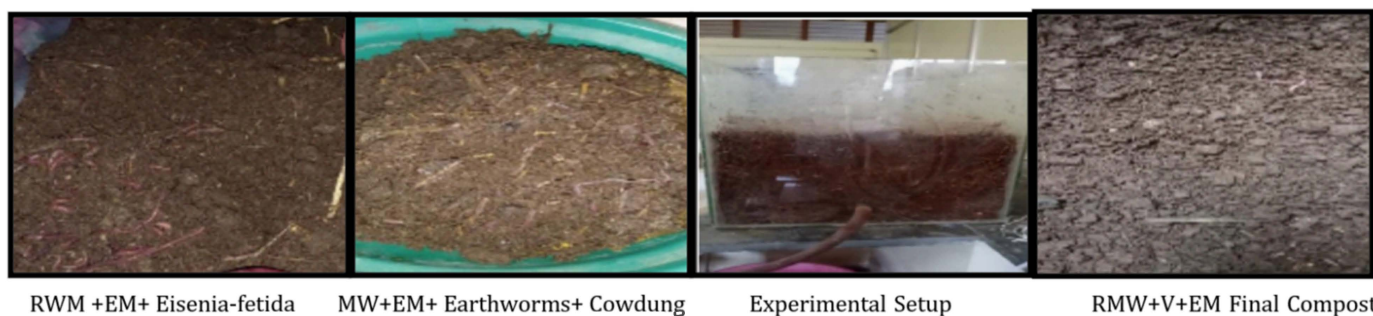 RWM +EM+ Eisenia-fetida
MW+EM+ Earthworms+ Cowdung
Experimental Setup
RMW+V+EM Final Compost